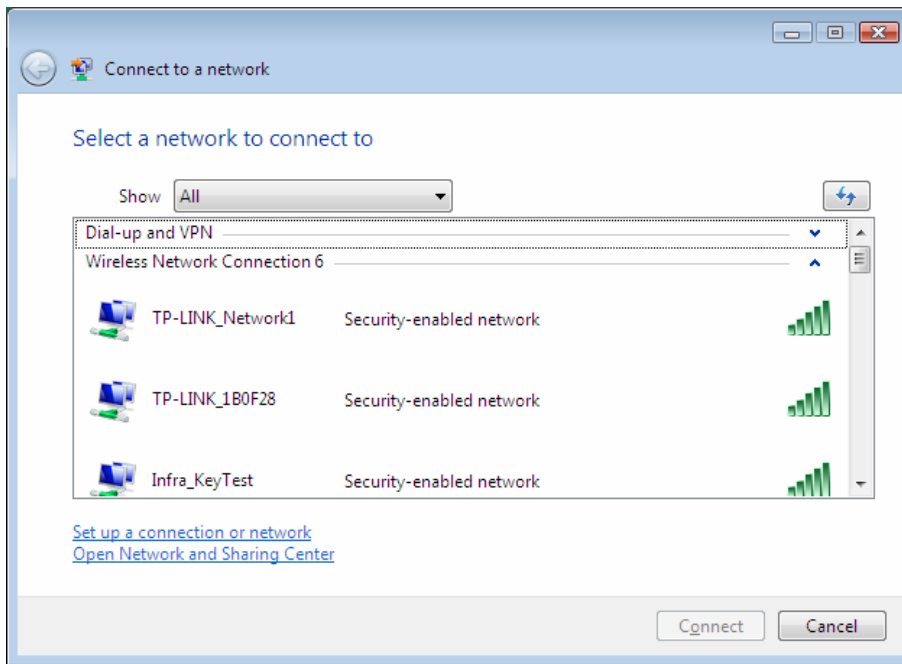 Connect to a network
Select a network to connect to
Show All
Dial-up and VPN
Wireless Network Connection 6
TP-LINK_Network1 Security-enabled network
TP-LINK_1B0F28 Security-enabled network
Infra_KeyTest Security-enabled network
Set up a connection or network
Open Network and Sharing Center
Connect Cancel